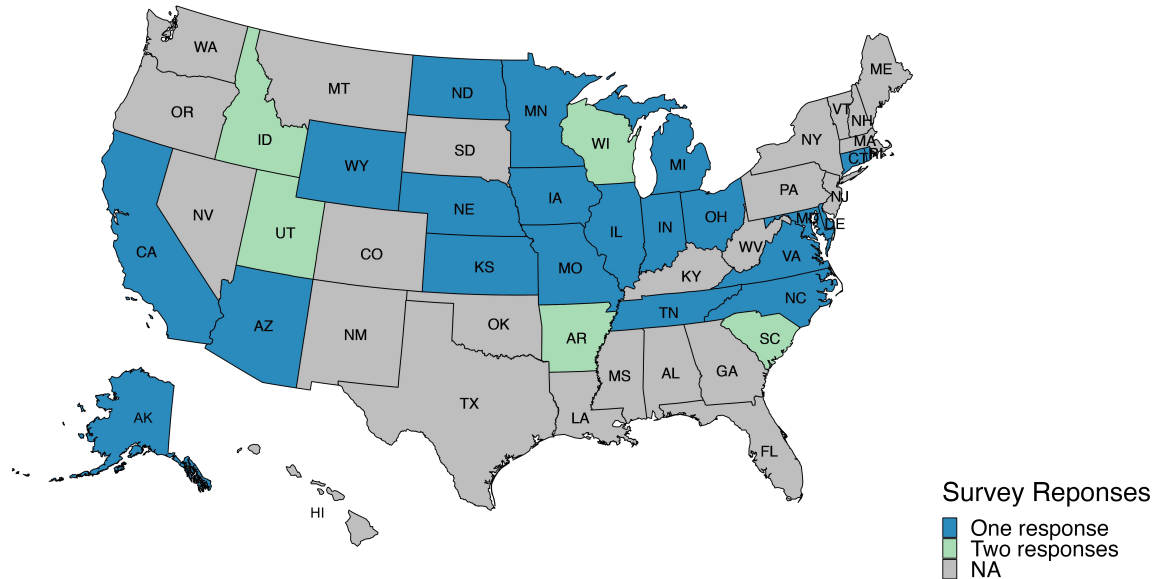 WA
MT
ND
MN
ME
OR
ID
WY
SD
WI
MI
NY
VT
NH
MA
CT
RI
NV
UT
CO
NE
IA
IL
IN
OH
PA
NJ
CA
KS
MO
KY
WV
MD
DE
VA
AZ
NM
OK
AR
TN
NC
SC
TX
LA
MS
AL
GA
FL
AK
HI
Survey Reponses
One response
Two responses
NA